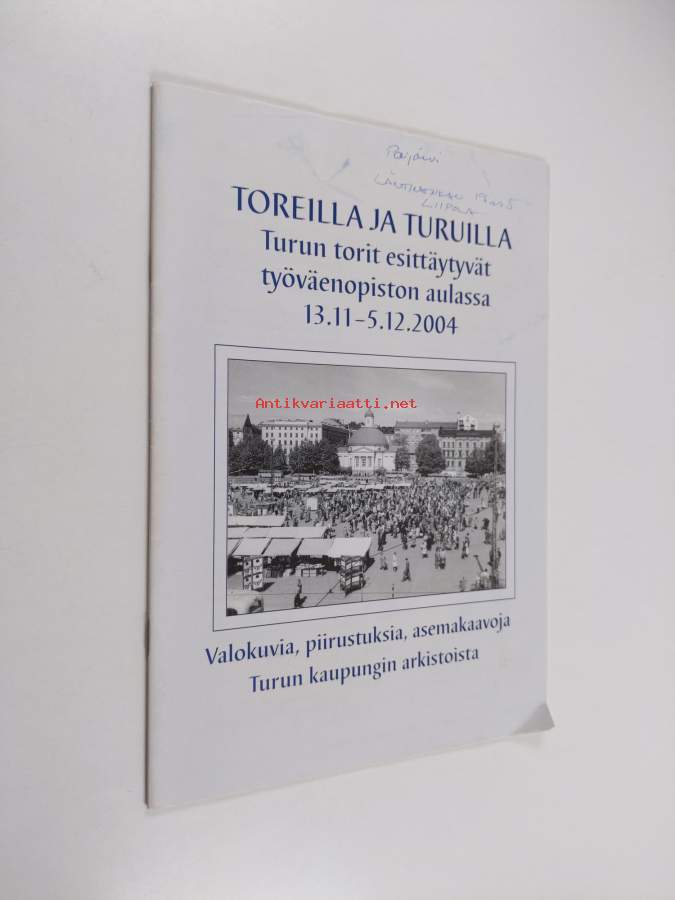 TOREILLA JA TURUILLA
Turun torit esittäytyvät
työväenopiston aulassa
13.11–5.12.2004
Antikvariaatti.net
Valokuvia, piirustuksia, asemakaavoja
Turun kaupungin arkistoista